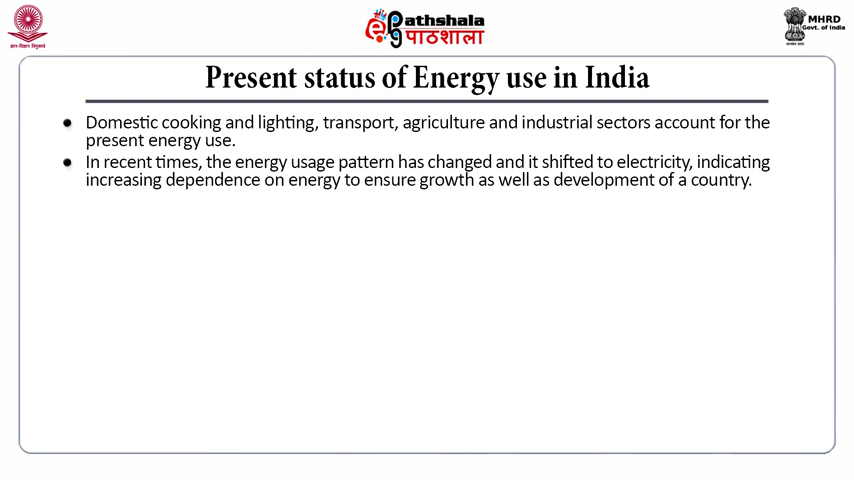 ePathshala
पाठशाला
MHRD
Govt. of India
ज्ञान-विज्ञान विमुक्तये
Present status of Energy use in India
Domestic cooking and lighting, transport, agriculture and industrial sectors account for the
present energy use.
In recent times, the energy usage pattern has changed and it shifted to electricity, indicating
increasing dependence on energy to ensure growth as well as development of a country.